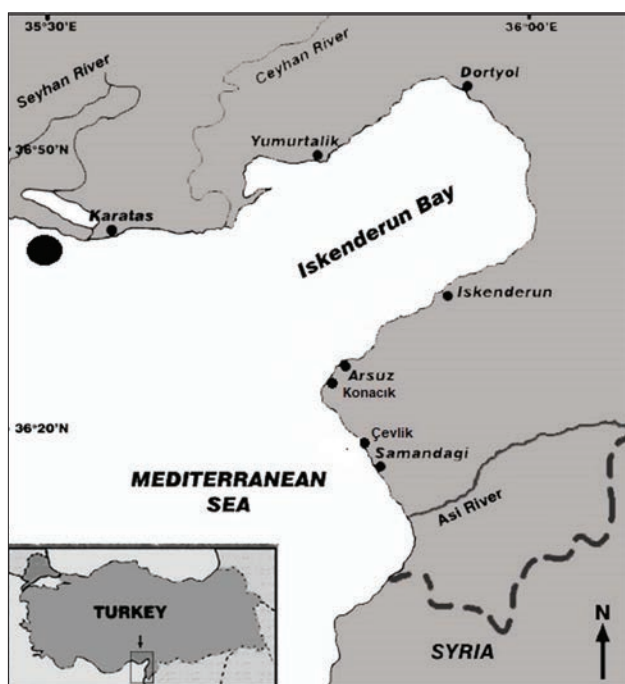 35°30'E
36°00'E
Seyhan River
Ceyhan River
Dortyol
Yumurtalik
36°50'N
Karatas
Iskenderun Bay
Iskenderun
Arsuz
Konacık
36°20'N
Çevlik
Samandagi
MEDITERRANEAN
SEA
Asi River
TURKEY
N
SYRIA